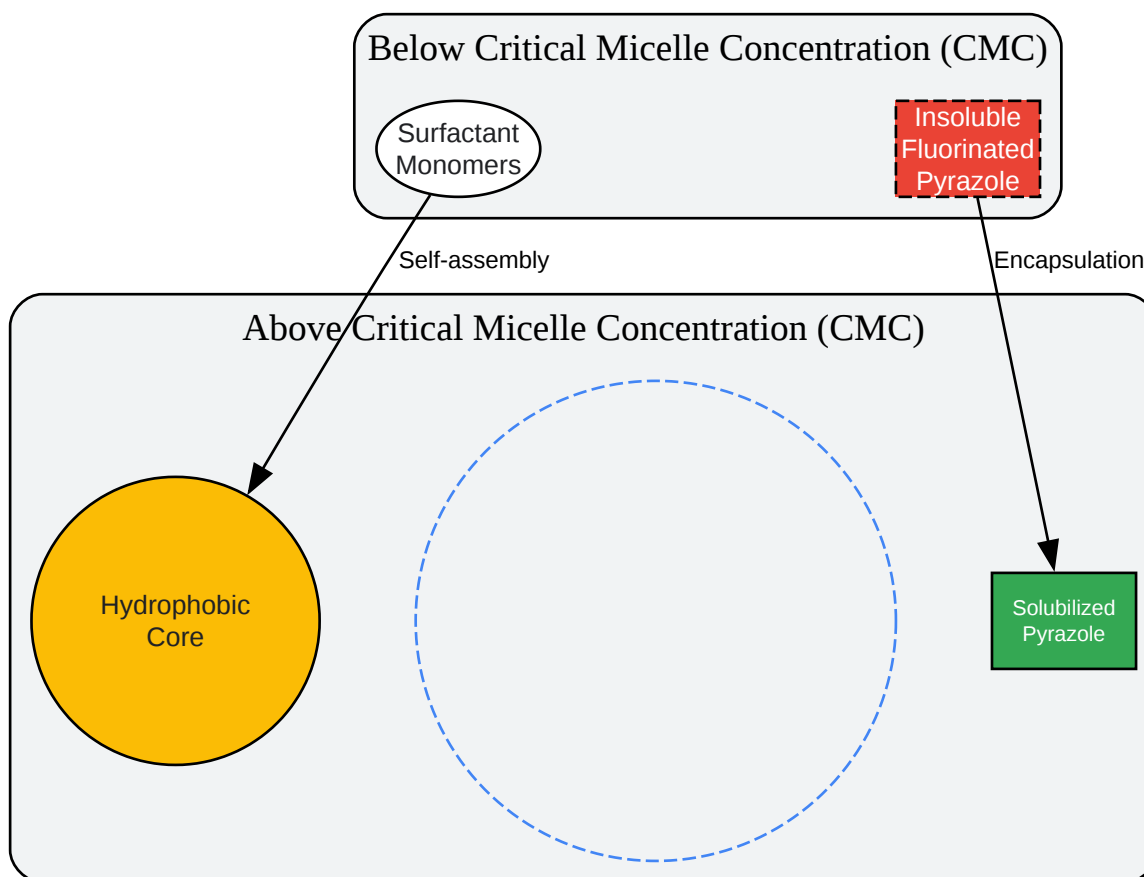 Below Critical Micelle Concentration (CMC)
Surfactant
Monomers
Insoluble
Fluorinated
Pyrazole
Self-assembly
Encapsulation
Above Critical Micelle Concentration (CMC)
Hydrophobic
Core
Solubilized
Pyrazole